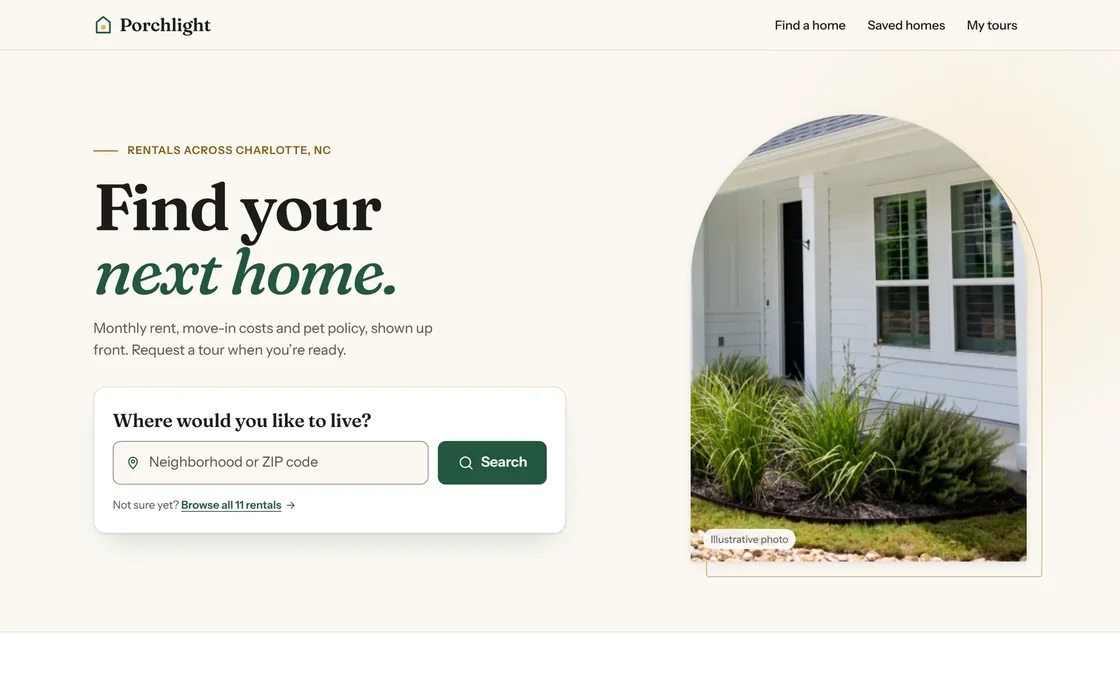 Porchlight
Find a home
Saved homes
My tours
RENTALS ACROSS CHARLOTTE, NC
Find your
next home.
Monthly rent, move-in costs and pet policy, shown up
front. Request a tour when you’re ready.
Where would you like to live?
Neighborhood or ZIP code
Search
Not sure yet? Browse all 11 rentals →
Illustrative photo